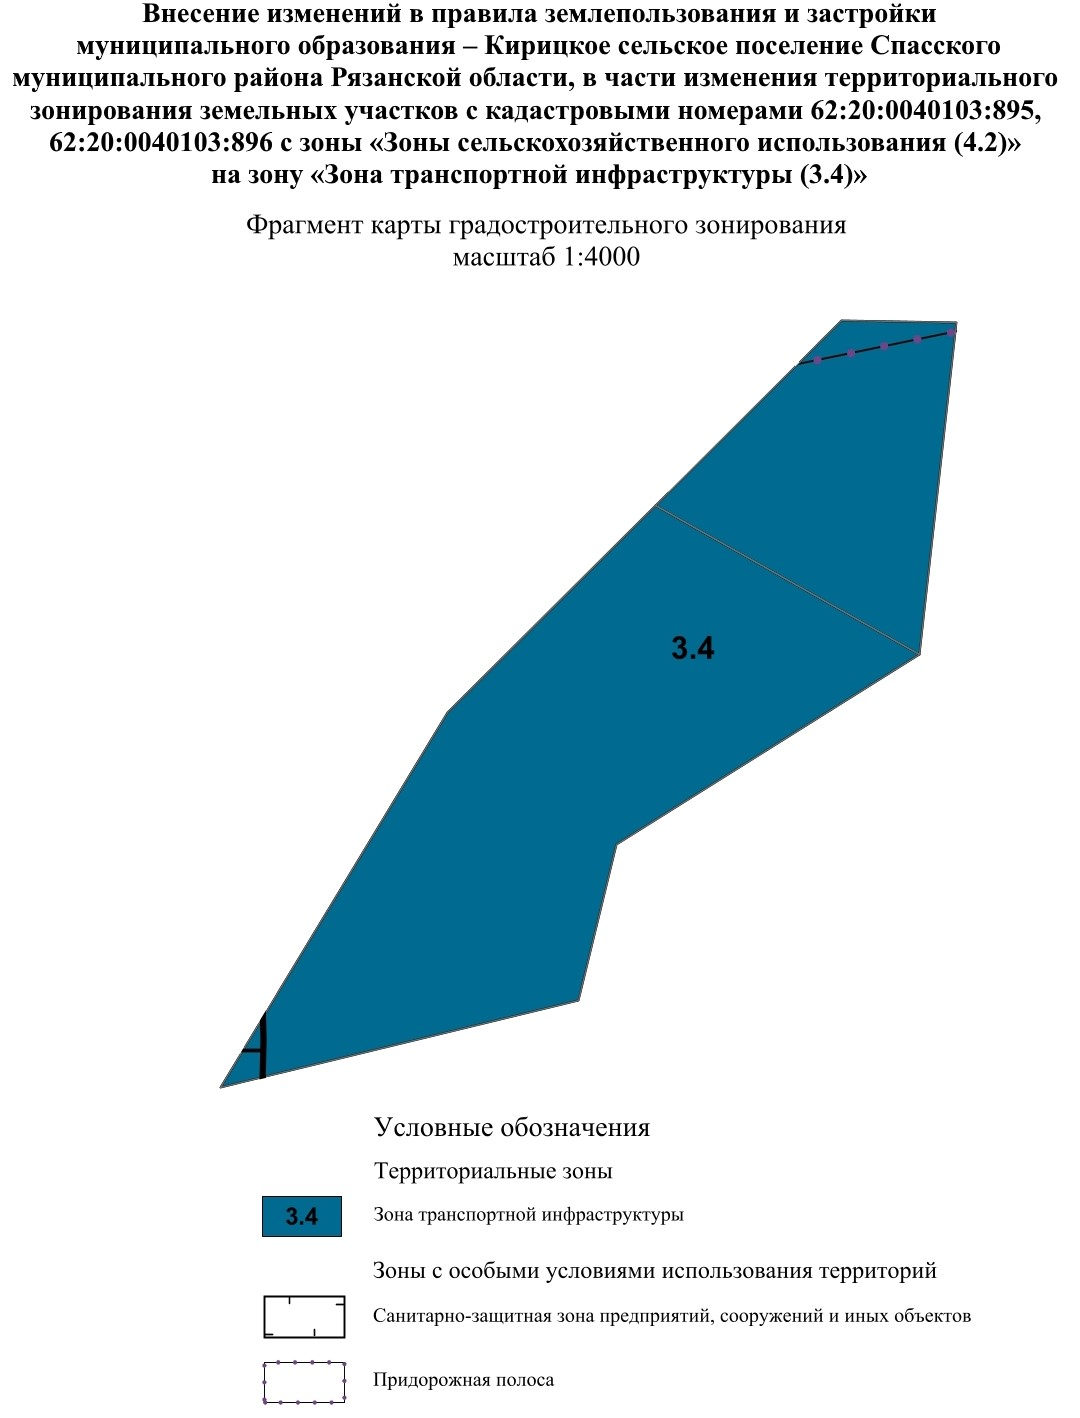 Внесение изменений в правила землепользования и застройки
муниципального образования – Кирицкое сельское поселение Спасского
муниципального района Рязанской области, в части изменения территориального
зонирования земельных участков с кадастровыми номерами 62:20:0040103:895,
62:20:0040103:896 с зоны «Зоны сельскохозяйственного использования (4.2)»
на зону «Зона транспортной инфраструктуры (3.4)»
Фрагмент карты градостроительного зонирования
масштаб 1:4000
3.4
Условные обозначения
Территориальные зоны
3.4 Зона транспортной инфраструктуры
Зоны с особыми условиями использования территорий
Санитарно-защитная зона предприятий, сооружений и иных объектов
Придорожная полоса